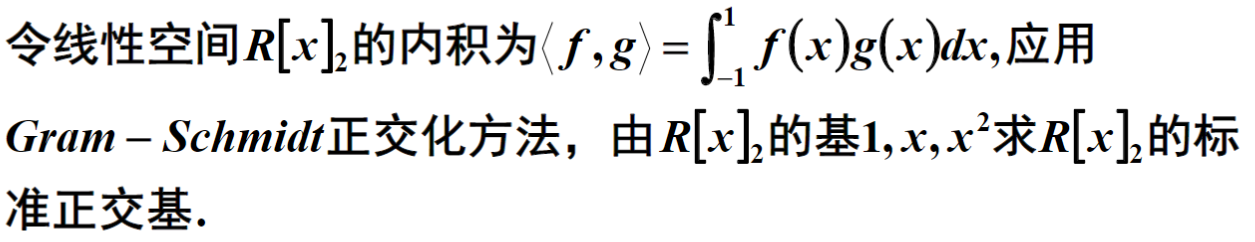 令线性空间R[x]₂的内积为⟨f,g⟩=∫₋₁¹f(x)g(x)dx,应用
Gram－Schmidt正交化方法，由R[x]₂的基1,x,x²求R[x]₂的标
准正交基.